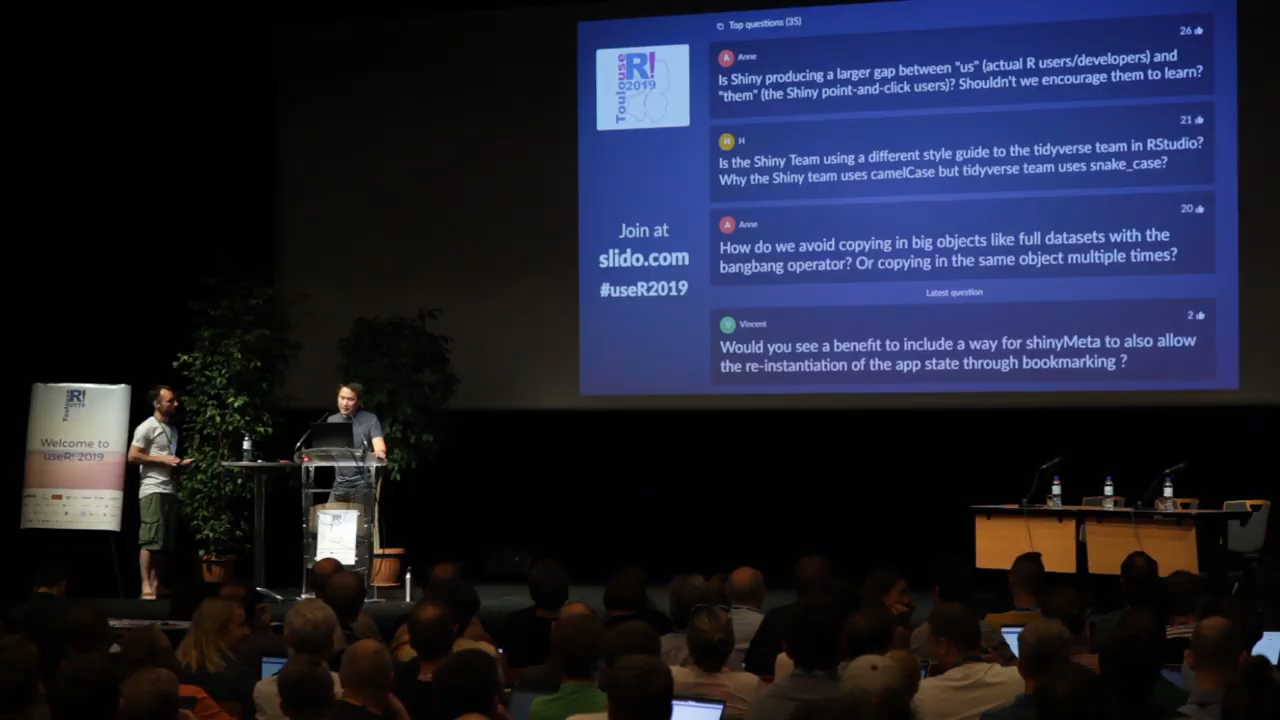 Top questions (35)
Toulouse
R!
2019
26
A Anne
Is Shiny producing a larger gap between "us" (actual R users/developers) and
"them" (the Shiny point-and-click users)? Shouldn't we encourage them to learn?
21
H H
Is the Shiny Team using a different style guide to the tidyverse team in RStudio?
Why the Shiny team uses camelCase but tidyverse team uses snake_case?
20
A Anne
How do we avoid copying in big objects like full datasets with the
bangbang operator? Or copying in the same object multiple times?
Join at
slido.com
#useR2019
Latest question
2
V Vincent
Would you see a benefit to include a way for shinyMeta to also allow
the re-instantiation of the app state through bookmarking ?
Toulouse
R!
2019
Welcome to
useR! 2019
R!